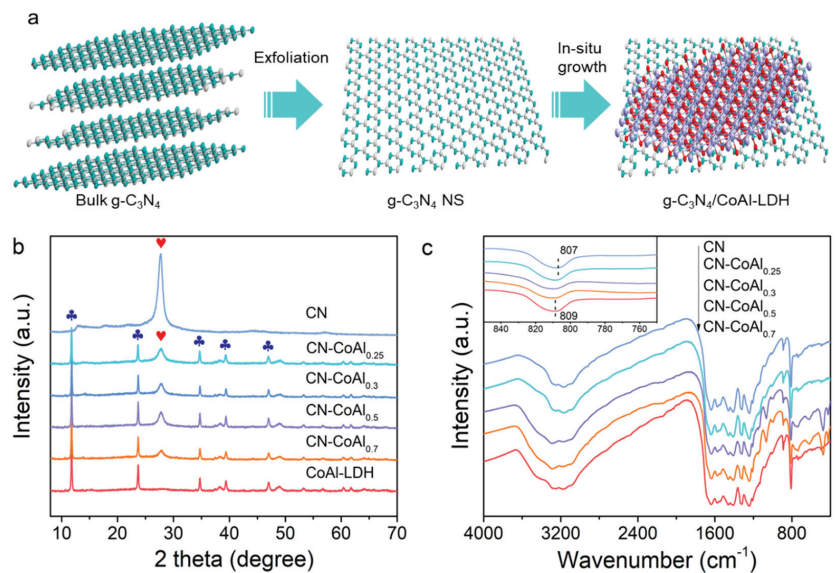 a
Exfoliation
In-situ
growth
Bulk g-C₃N₄
g-C₃N₄ NS
g-C₃N₄/CoAl-LDH
b
Intensity (a.u.)
CN
CN-CoAl₀.₂₅
CN-CoAl₀.₃
CN-CoAl₀.₅
CN-CoAl₀.₇
CoAl-LDH
10 20 30 40 50 60 70
2 theta (degree)
c
Intensity (a.u.)
807
809
840 820 800 780 760
CN
CN-CoAl₀.₂₅
CN-CoAl₀.₃
CN-CoAl₀.₅
CN-CoAl₀.₇
4000 3200 2400 1600 800
Wavenumber (cm⁻¹)